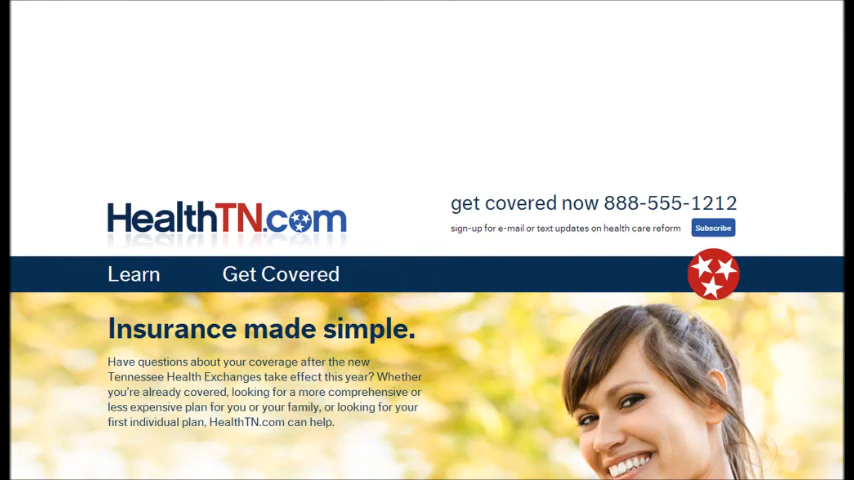 HealthTN.com
get covered now 888-555-1212
sign-up for e-mail or text updates on health care reform Subscribe
Learn Get Covered
Insurance made simple.
Have questions about your coverage after the new
Tennessee Health Exchanges take effect this year? Whether
you're already covered, looking for a more comprehensive or
less expensive plan for you or your family, or looking for your
first individual plan, HealthTN.com can help.